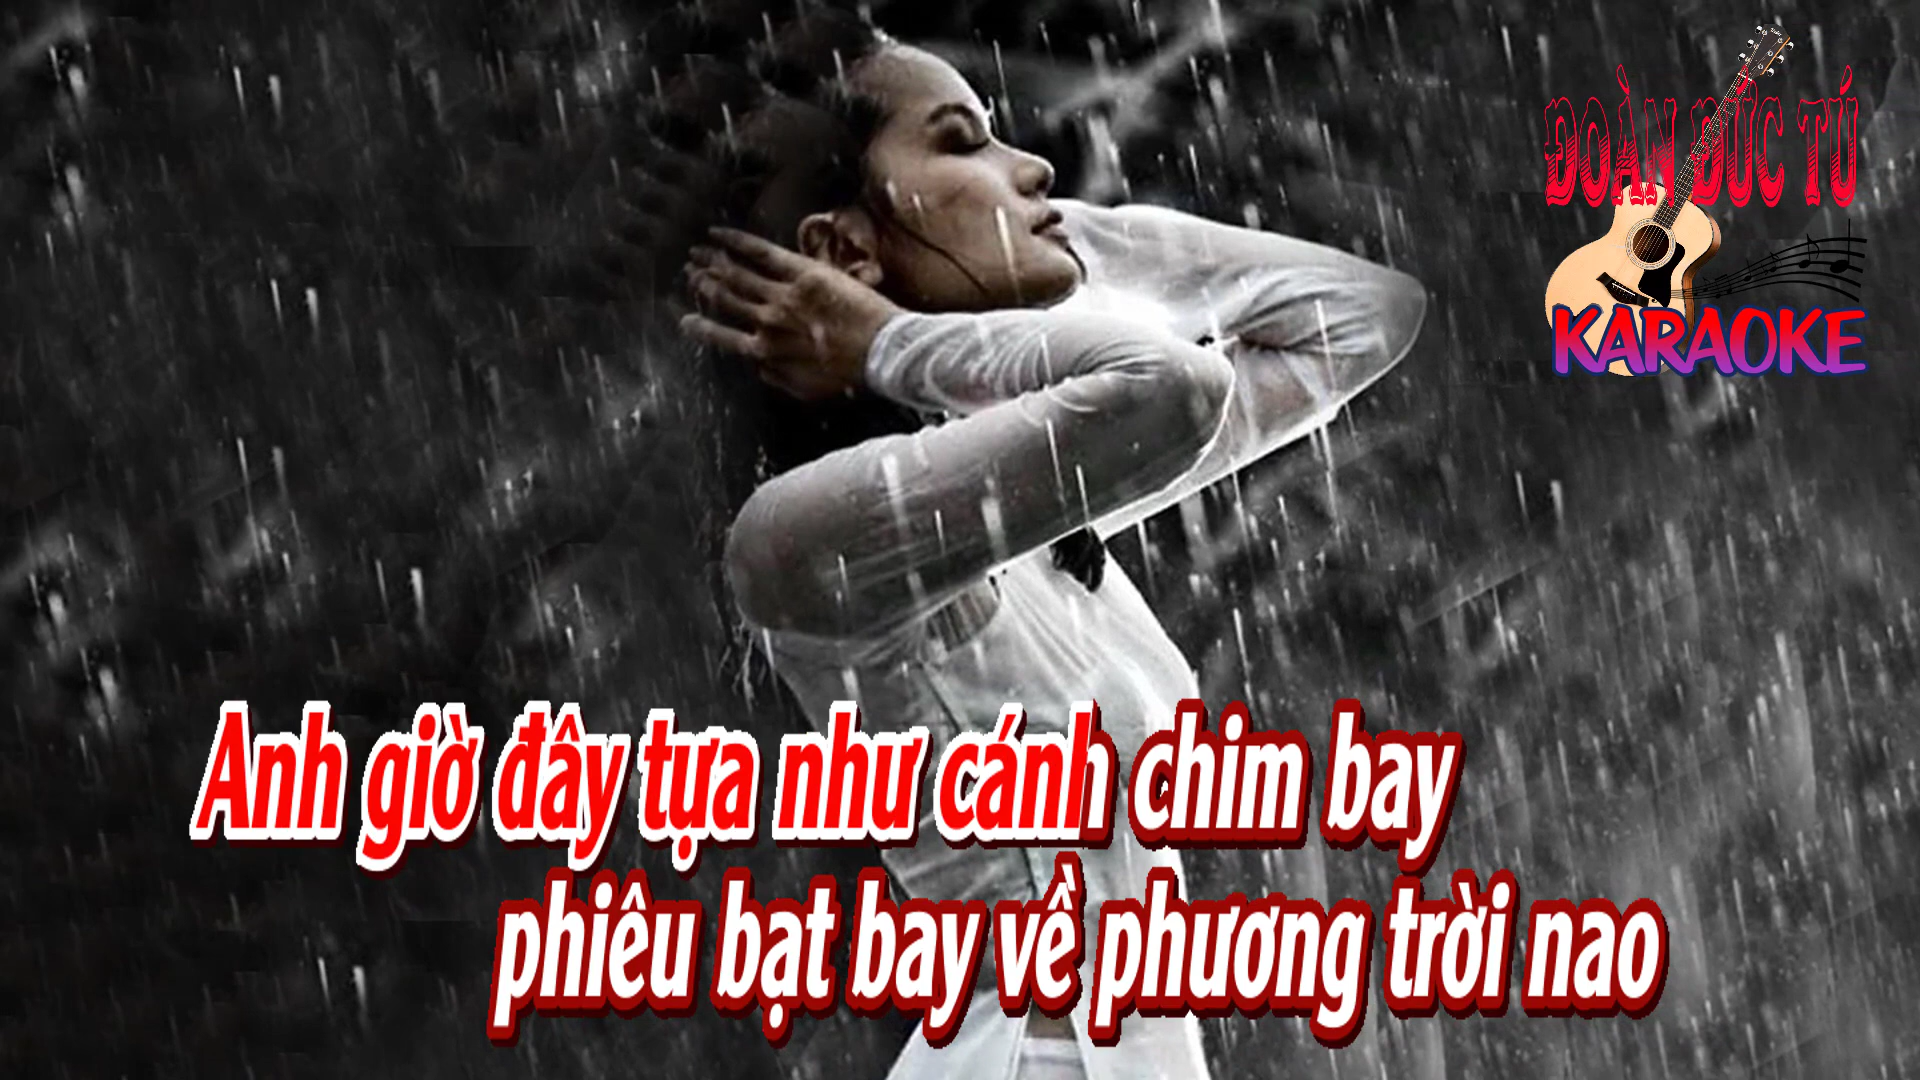 ĐOÀN ĐỨC TÚ
KARAOKE
Anh giờ đây tựa như cánh chim bay
phiêu bạt bay về phương trời nao